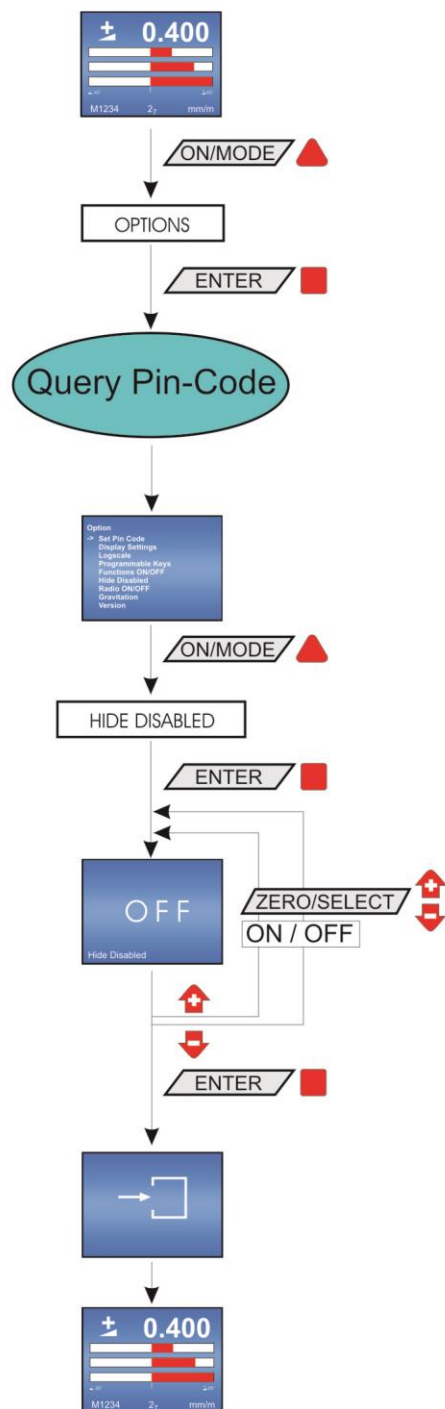 ± 0.400
M1234 2₇ mm/m
ON/MODE
OPTIONS
ENTER
Query Pin-Code
Option
-> Set Pin Code
Display Settings
Logscale
Programmable Keys
Functions ON/OFF
Hide Disabled
Radio ON/OFF
Gravitation
Version
ON/MODE
HIDE DISABLED
ENTER
OFF
Hide Disabled
ZERO/SELECT
ON / OFF
ENTER
± 0.400
M1234 2₇ mm/m